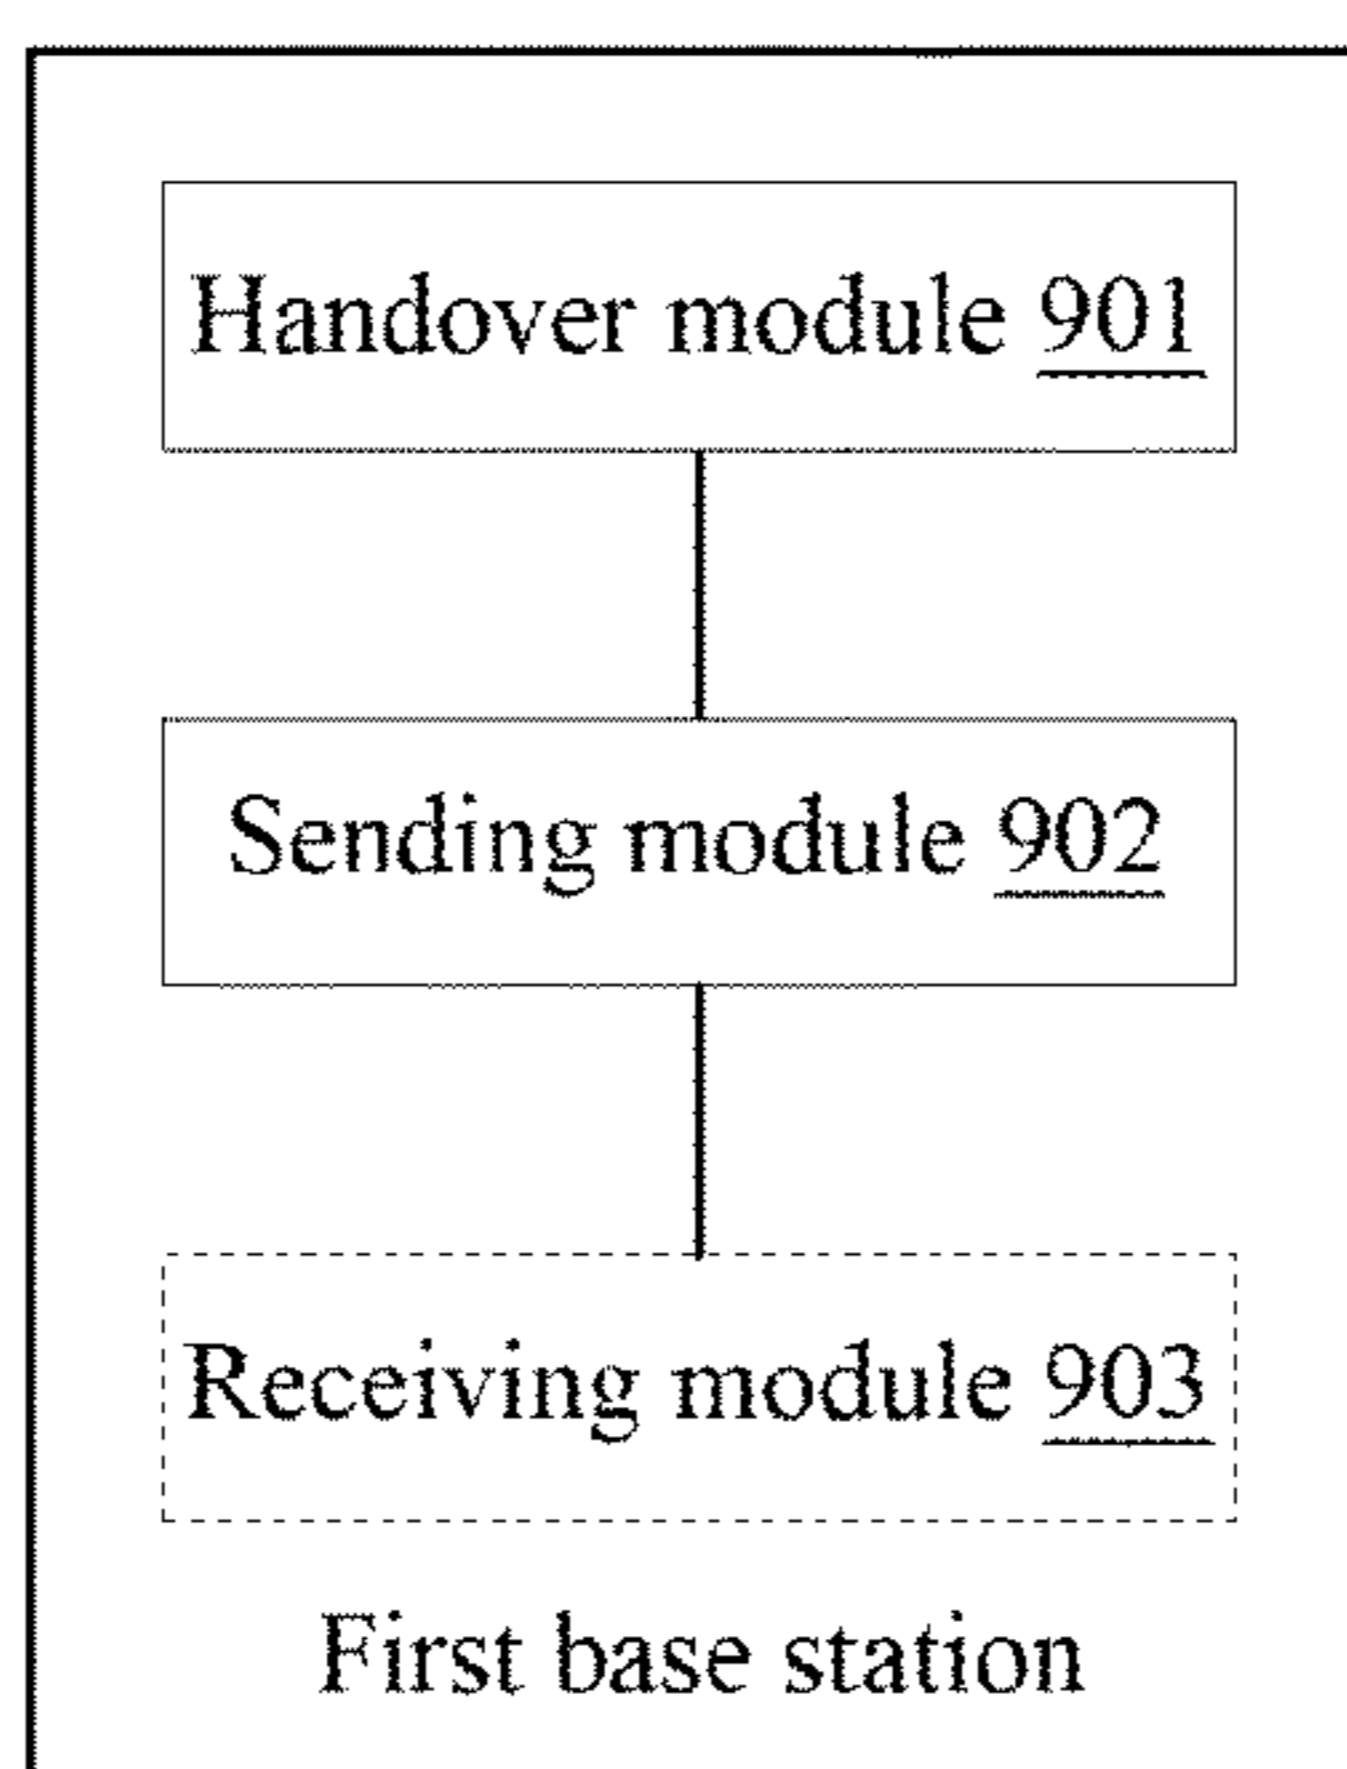 Handover module 901
Sending module 902
Receiving module 903
First base station